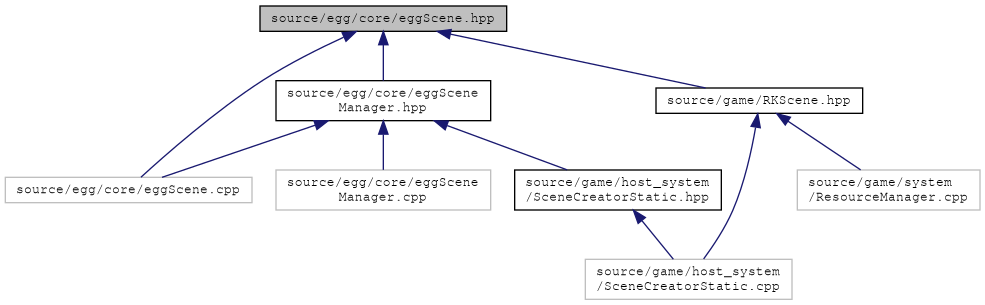 source/egg/core/eggScene.hpp
source/egg/core/eggScene
Manager.hpp
source/game/RKScene.hpp
source/egg/core/eggScene.cpp
source/egg/core/eggScene
Manager.cpp
source/game/host_system
/SceneCreatorStatic.hpp
source/game/system
/ResourceManager.cpp
source/game/host_system
/SceneCreatorStatic.cpp